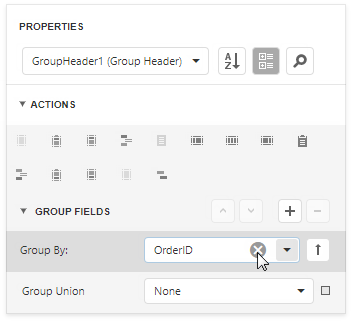 PROPERTIES
GroupHeader1 (Group Header)
A
Z
ACTIONS
GROUP FIELDS
Group By: OrderID
Group Union None